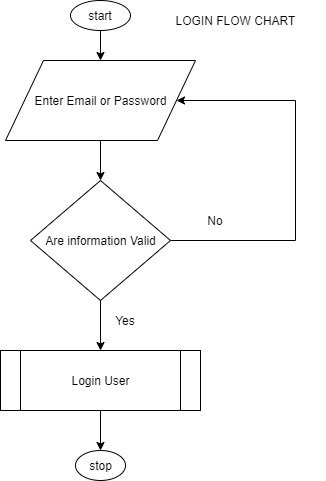 start
LOGIN FLOW CHART
Enter Email or Password
Are information Valid
No
Yes
Login User
stop